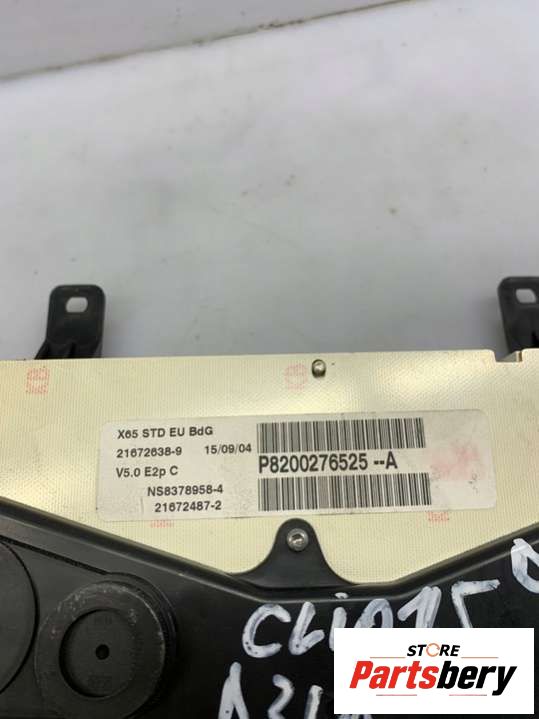 X65 STD EU BdG
21672638-9 15/09/04
V5.0 E2p C
P8200276525--A
NS8378958-4
21672487-2
STORE
Partsbery